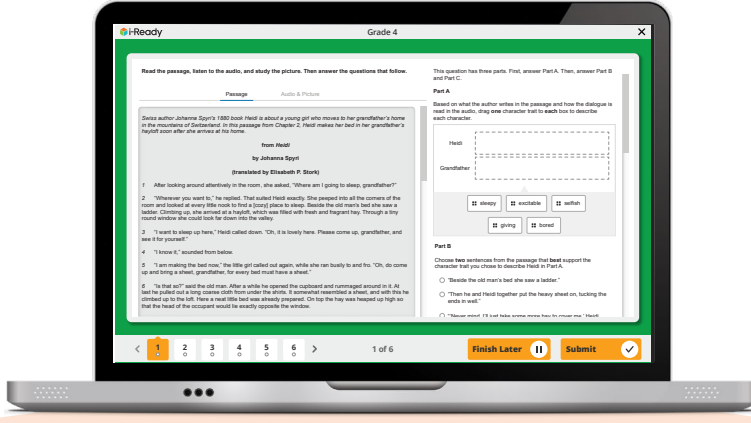 i-Ready
Grade 4
Read the passage, listen to the audio, and study the picture. Then answer the questions that follow.
Passage
Audio & Picture
Swiss author Johanna Spyri's 1880 book Heidi is about a young girl who moves to her grandfather's home
in the mountains of Switzerland. In this passage from Chapter 2, Heidi makes her bed in her grandfather's
hayloft soon after she arrives at his home.
from Heidi
by Johanna Spyri
(translated by Elisabeth P. Stork)
1 After looking around attentively in the room, she asked, "Where am I going to sleep, grandfather?"
2 "Wherever you want to," he replied. That suited Heidi exactly. She peeped into all the corners of the
room and looked at every little nook to find a [cozy] place to sleep. Beside the old man's bed she saw a
ladder. Climbing up, she arrived at a hayloft, which was filled with fresh and fragrant hay. Through a tiny
round window she could look far down into the valley.
3 "I want to sleep up here," Heidi called down. "Oh, it is lovely here. Please come up, grandfather, and
see it for yourself."
4 "I know it," sounded from below.
5 "I am making the bed now," the little girl called out again, while she ran busily to and fro. "Oh, do come
up and bring a sheet, grandfather, for every bed must have a sheet."
6 "Is that so?" said the old man. After a while he opened the cupboard and rummaged around in it. At
last he pulled out a long coarse cloth from under the shirts. It somewhat resembled a sheet, and with this he
climbed up to the loft. Here a neat little bed was already prepared. On top the hay was heaped up high so
that the head of the occupant would lie exactly opposite the window.
This question has three parts. First, answer Part A. Then, answer Part B
and Part C.
Part A
Based on what the author writes in the passage and how the dialogue is
read in the audio, drag one character trait to each box to describe
each character.
Heidi
Grandfather
sleepy
excitable
selfish
giving
bored
Part B
Choose two sentences from the passage that best support the
character trait you chose to describe Heidi in Part A.
"Beside the old man's bed she saw a ladder."
"Then he and Heidi together put the heavy sheet on, tucking the
ends in well."
"Never mind, I'll just take some more hay to cover me," Heidi
1
2
3
4
5
6
1 of 6
Finish Later
Submit